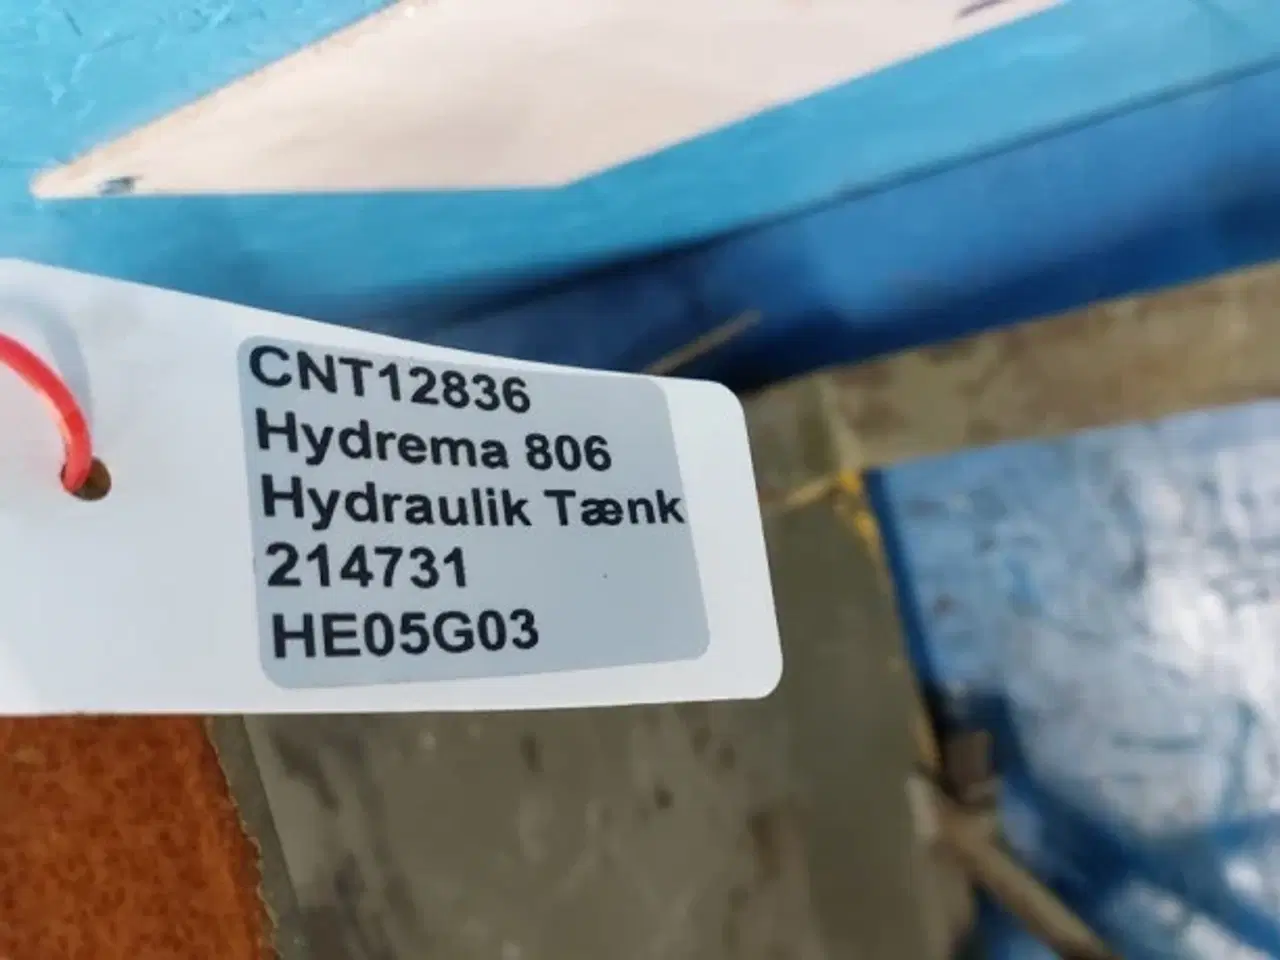 CNT12836
Hydrema 806
Hydraulik Tænk
214731
HE05G03